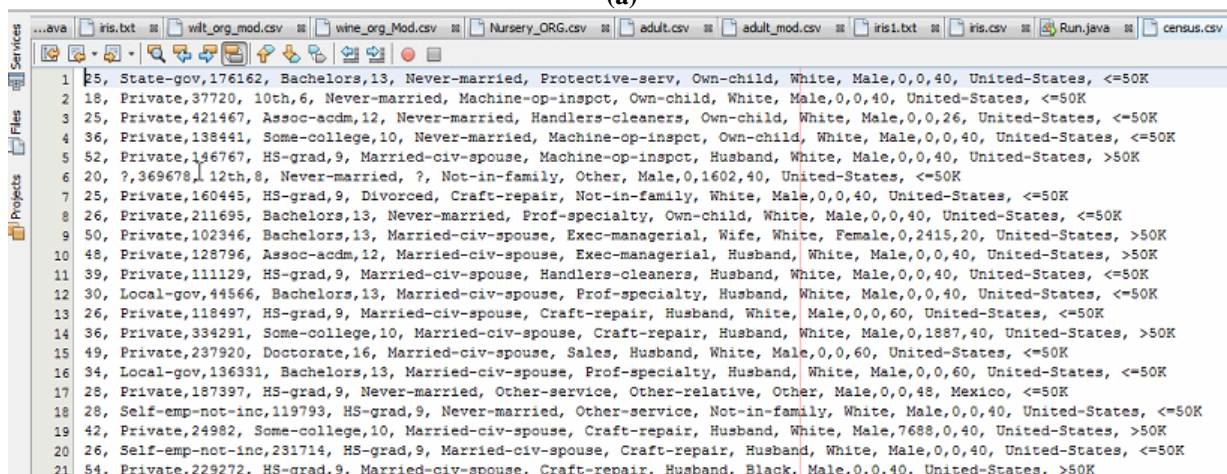 (a)
...ava iris.txt wilt_org_mod.csv wine_org_Mod.csv Nursery_ORG.csv adult.csv adult_mod.csv iris1.txt iris.csv Run.java census.csv
Services
Files
Projects
1 25, State-gov,176162, Bachelors,13, Never-married, Protective-serv, Own-child, White, Male,0,0,40, United-States, <=50K
2 18, Private,37720, 10th,6, Never-married, Machine-op-inspct, Own-child, White, Male,0,0,40, United-States, <=50K
3 25, Private,421467, Assoc-acdm,12, Never-married, Handlers-cleaners, Own-child, White, Male,0,0,26, United-States, <=50K
4 36, Private,138441, Some-college,10, Never-married, Machine-op-inspct, Own-child, White, Male,0,0,40, United-States, <=50K
5 52, Private,146767, HS-grad,9, Married-civ-spouse, Machine-op-inspct, Husband, White, Male,0,0,40, United-States, >50K
6 20, ?,369678, 12th,8, Never-married, ?, Not-in-family, Other, Male,0,1602,40, United-States, <=50K
7 25, Private,160445, HS-grad,9, Divorced, Craft-repair, Not-in-family, White, Male,0,0,40, United-States, <=50K
8 26, Private,211695, Bachelors,13, Never-married, Prof-specialty, Own-child, White, Male,0,0,40, United-States, <=50K
9 50, Private,102346, Bachelors,13, Married-civ-spouse, Exec-managerial, Wife, White, Female,0,2415,20, United-States, >50K
10 48, Private,128796, Assoc-acdm,12, Married-civ-spouse, Exec-managerial, Husband, White, Male,0,0,40, United-States, >50K
11 39, Private,111129, HS-grad,9, Married-civ-spouse, Handlers-cleaners, Husband, White, Male,0,0,40, United-States, <=50K
12 30, Local-gov,44566, Bachelors,13, Married-civ-spouse, Prof-specialty, Husband, White, Male,0,0,40, United-States, <=50K
13 26, Private,118497, HS-grad,9, Married-civ-spouse, Craft-repair, Husband, White, Male,0,0,60, United-States, <=50K
14 36, Private,334291, Some-college,10, Married-civ-spouse, Craft-repair, Husband, White, Male,0,1887,40, United-States, >50K
15 49, Private,237920, Doctorate,16, Married-civ-spouse, Sales, Husband, White, Male,0,0,60, United-States, <=50K
16 34, Local-gov,136331, Bachelors,13, Married-civ-spouse, Prof-specialty, Husband, White, Male,0,0,60, United-States, <=50K
17 28, Private,187397, HS-grad,9, Never-married, Other-service, Other-relative, Other, Male,0,0,48, Mexico, <=50K
18 28, Self-emp-not-inc,119793, HS-grad,9, Never-married, Other-service, Not-in-family, White, Male,0,0,40, United-States, <=50K
19 42, Private,24982, Some-college,10, Married-civ-spouse, Craft-repair, Husband, White, Male,7688,0,40, United-States, >50K
20 26, Self-emp-not-inc,231714, HS-grad,9, Married-civ-spouse, Craft-repair, Husband, White, Male,0,0,40, United-States, <=50K
21 54, Private,229272, HS-grad,9, Married-civ-spouse, Craft-repair, Husband, Black, Male,0,0,40, United-States, >50K